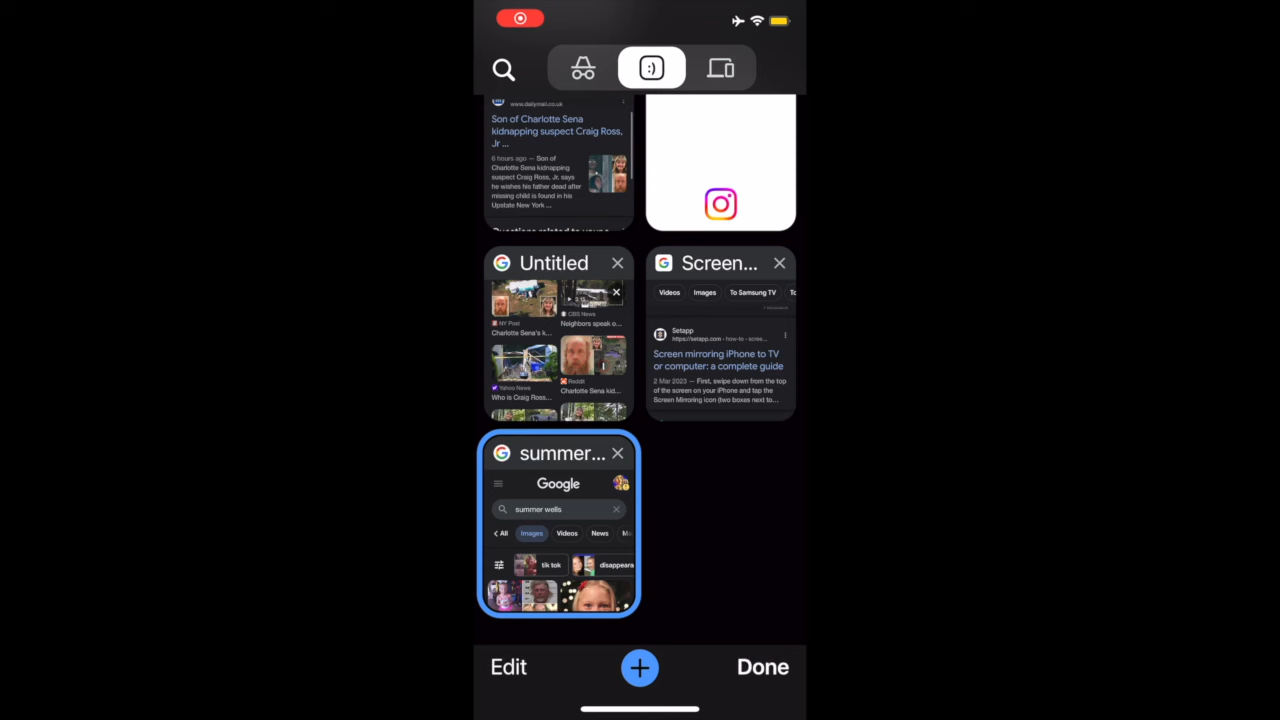 www.dailymail.co.uk
Son of Charlotte Sena
kidnapping suspect Craig Ross,
Jr ...
6 hours ago — Son of
Charlotte Sena kidnapping
suspect Craig Ross, Jr. says
he wishes his father dead after
missing child is found in his
Upstate New York ...
Untitled
3:15
NY Post
Charlotte Sena's k...
CBS News
Neighbors speak o...
Yahoo News
Who is Craig Ross...
Reddit
Charlotte Sena kid...
Screen...
Videos
Images
To Samsung TV
To
Setapp
https://setapp.com › how-to › scree...
Screen mirroring iPhone to TV
or computer: a complete guide
2 Mar 2023 — First, swipe down from the top
of the screen on your iPhone and tap the
Screen Mirroring icon (two boxes next to...
summer...
Google
summer wells
All
Images
Videos
News
Ma
tik tok
disappeara
Edit
Done